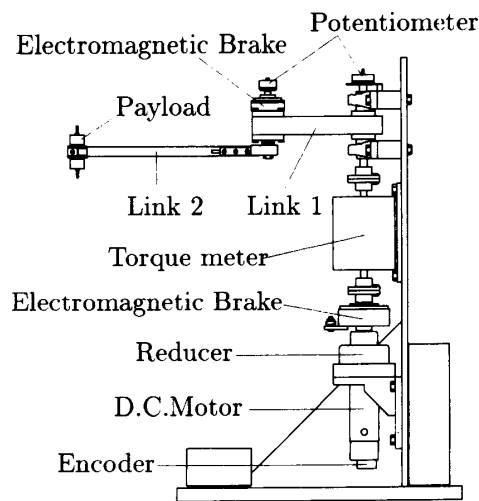 Potentiometer
Electromagnetic Brake
Payload
Link 2
Link 1
Torque meter
Electromagnetic Brake
Reducer
D.C.Motor
Encoder